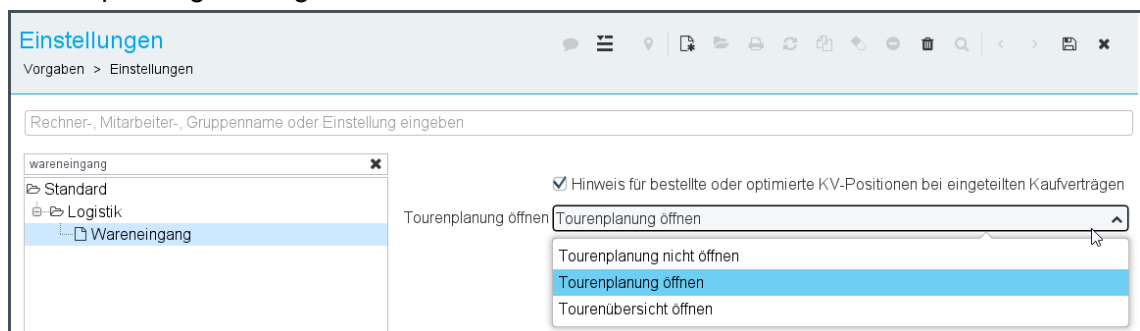 Einstellungen
Vorgaben > Einstellungen
Rechner-, Mitarbeiter-, Gruppenname oder Einstellung eingeben
wareneingang
Standard
Logistik
Wareneingang
Hinweis für bestellte oder optimierte KV-Positionen bei eingeteilten Kaufverträgen
Tourenplanung öffnen Tourenplanung öffnen
Tourenplanung nicht öffnen
Tourenplanung öffnen
Tourenübersicht öffnen